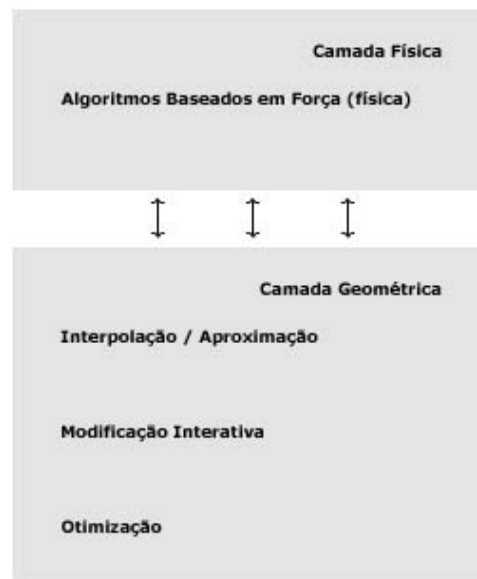 Camada Física
Algoritmos Baseados em Força (física)
Camada Geométrica
Interpolação / Aproximação
Modificação Interativa
Otimização